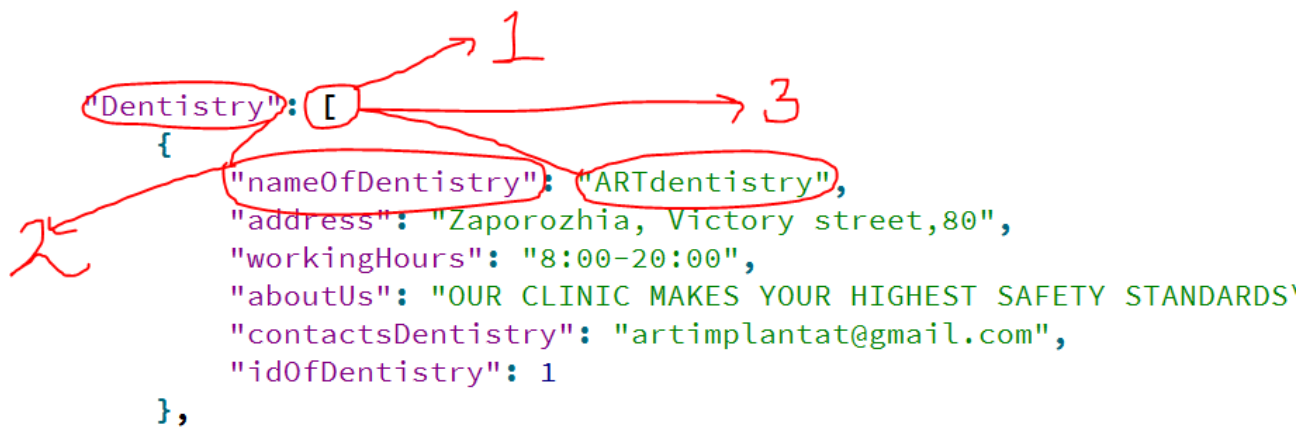 1
"Dentistry": [
3
{
"nameOfDentistry": "ARTdentistry",
2
"address": "Zaporozhia, Victory street,80",
"workingHours": "8:00-20:00",
"aboutUs": "OUR CLINIC MAKES YOUR HIGHEST SAFETY STANDARDS\
"contactsDentistry": "artimplantat@gmail.com",
"idOfDentistry": 1
},